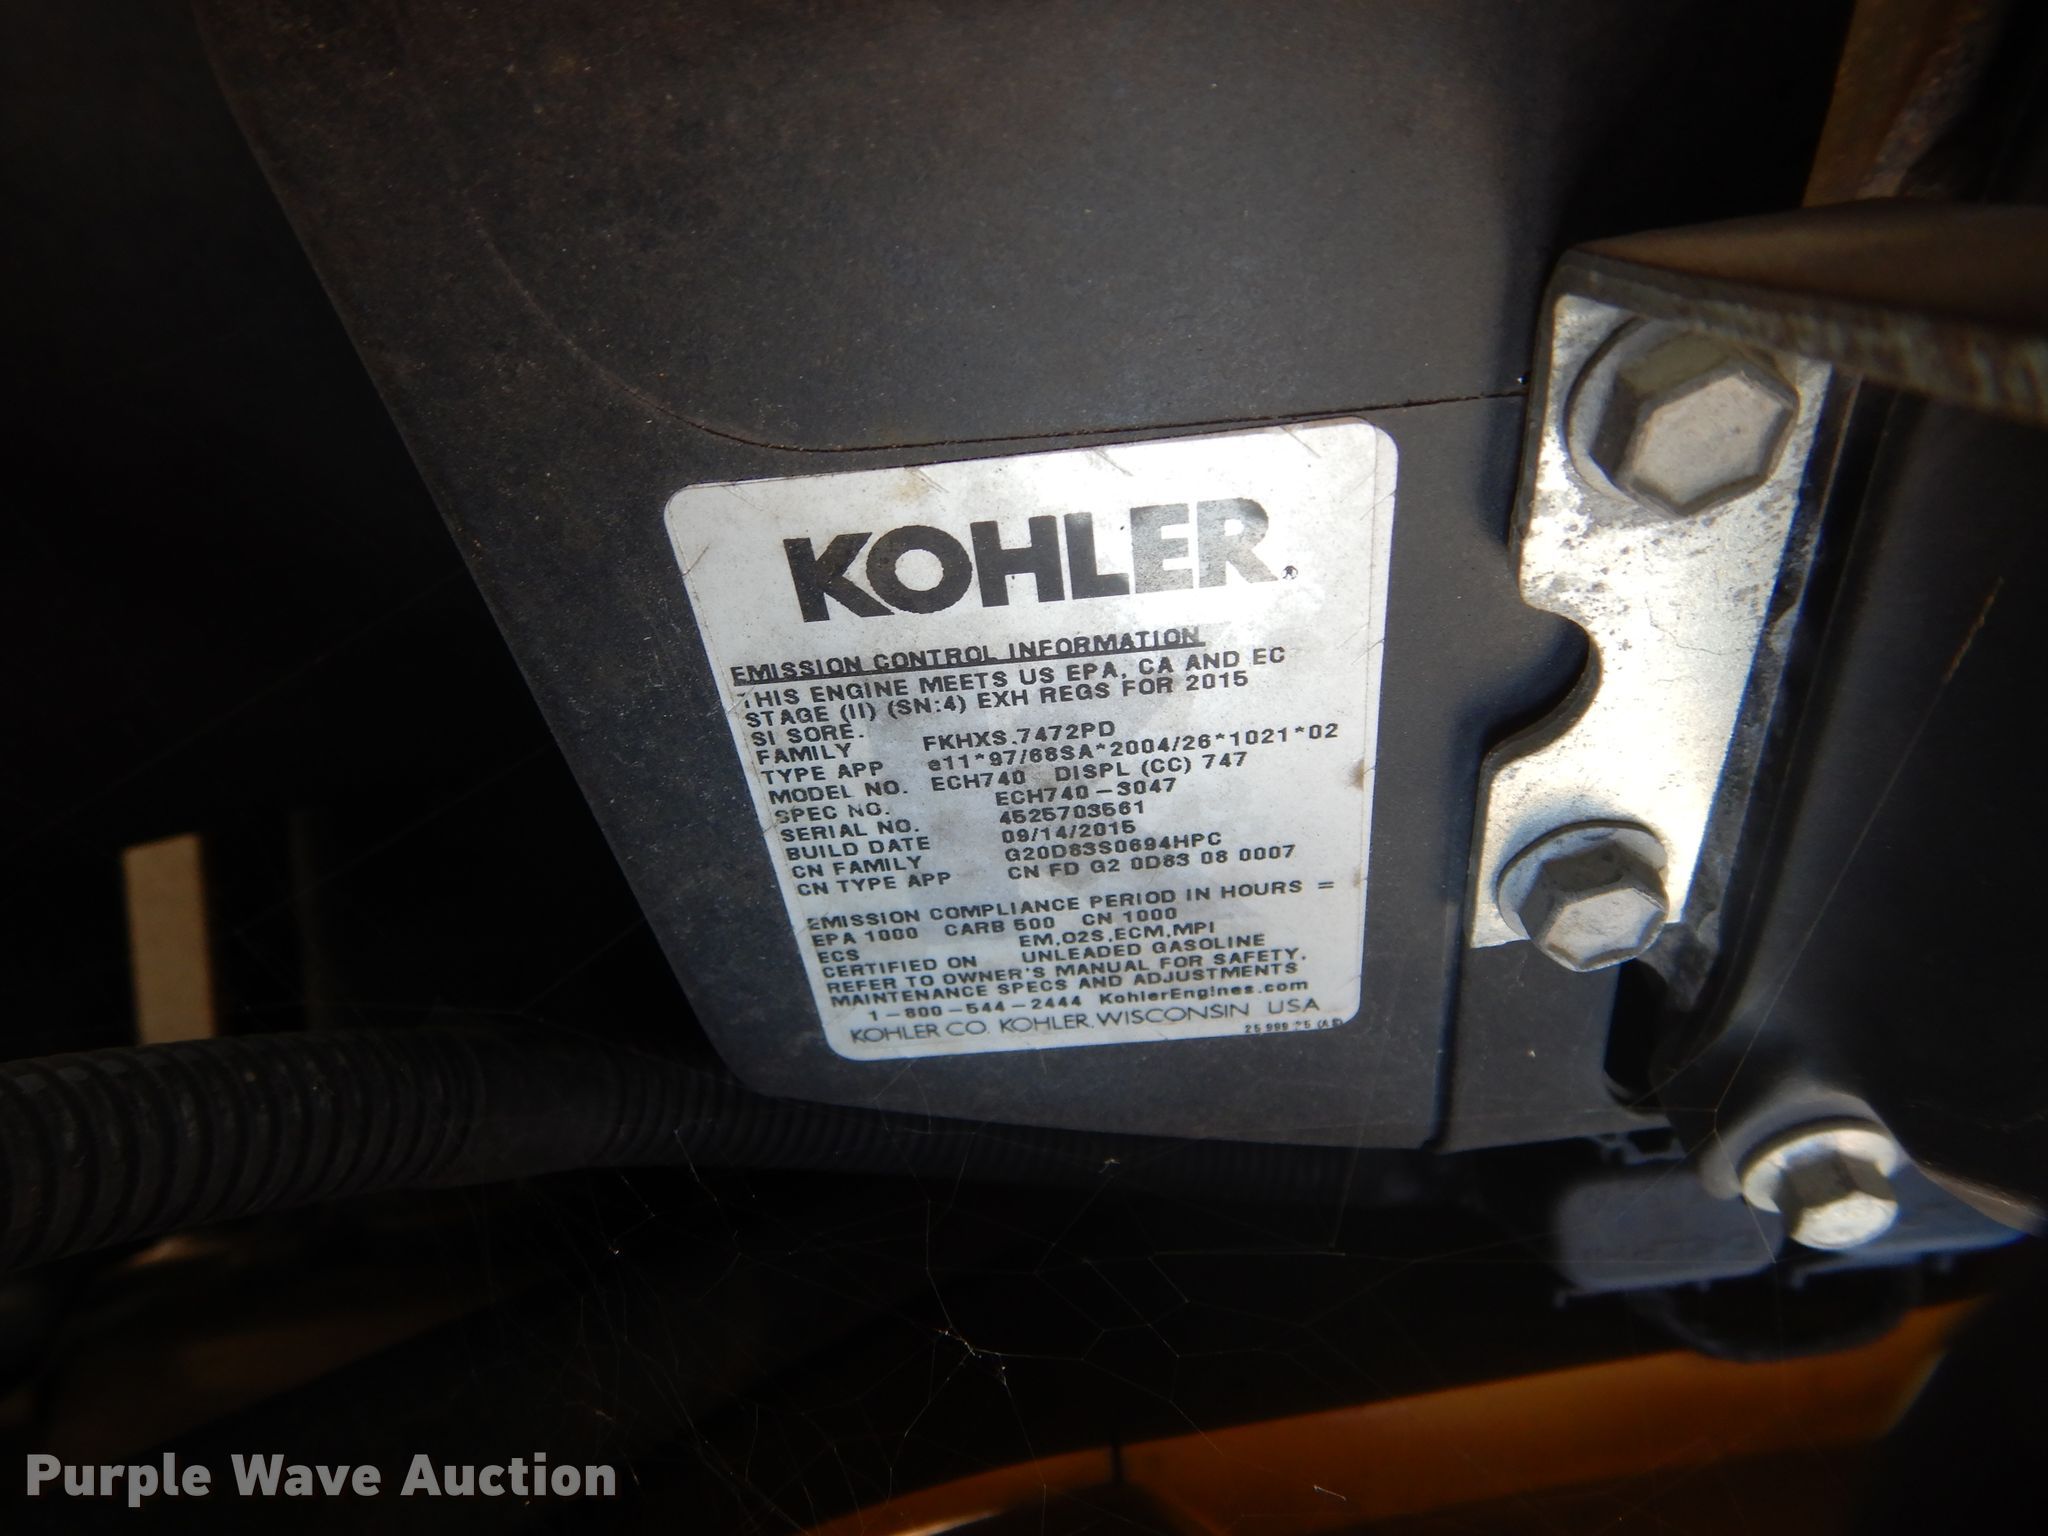 KOHLER.
EMISSION CONTROL INFORMATION
THIS ENGINE MEETS US EPA, CA AND EC
STAGE (II) (SN:4) EXH REGS FOR 2015
SI SORE.
FAMILY FKHXS.7472PD
TYPE APP e11*97/68SA*2004/26*1021*02
MODEL NO. ECH740 DISPL (CC) 747
SPEC NO. ECH740-3047
SERIAL NO. 4525703561
BUILD DATE 09/14/2015
CN FAMILY G20D83S0694HPC
CN TYPE APP CN FD G2 0D83 08 0007
EMISSION COMPLIANCE PERIOD IN HOURS =
EPA 1000 CARB 500 CN 1000
ECS EM,O2S,ECM,MPI
CERTIFIED ON UNLEADED GASOLINE
REFER TO OWNER'S MANUAL FOR SAFETY,
MAINTENANCE SPECS AND ADJUSTMENTS
1-800-544-2444 KohlerEngines.com
KOHLER CO. KOHLER, WISCONSIN USA
25 999
Purple Wave Auction